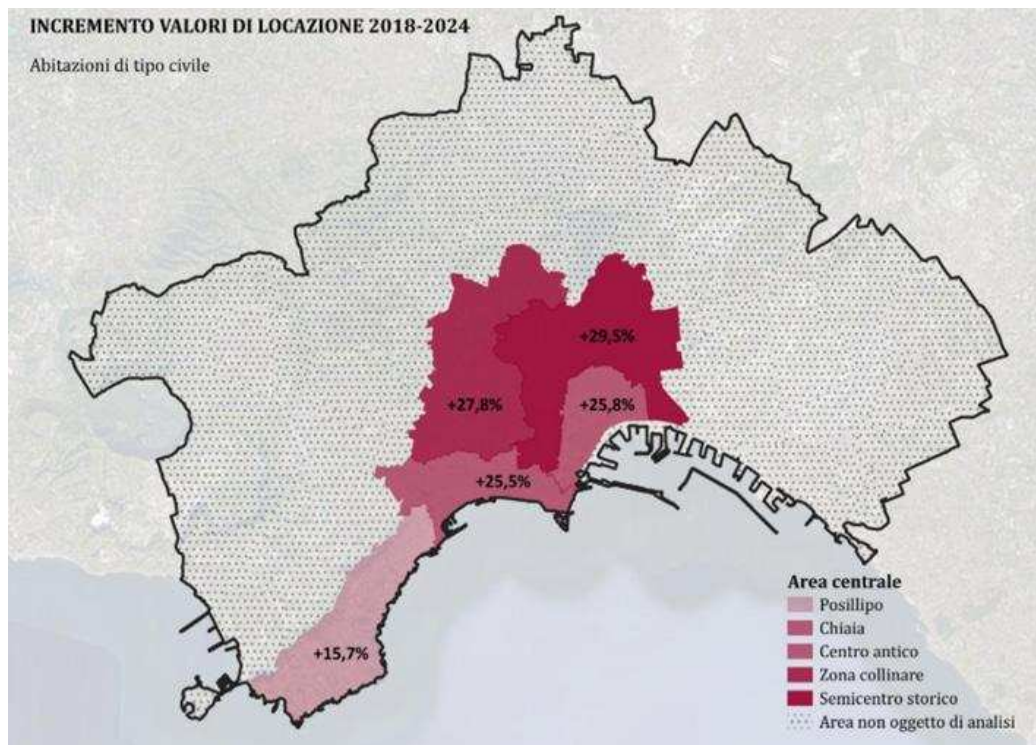 INCREMENTO VALORI DI LOCAZIONE 2018-2024
Abitazioni di tipo civile
+29,5%
+27,8%
+25,8%
+25,5%
+15,7%
Area centrale
Posillipo
Chiaia
Centro antico
Zona collinare
Semicentro storico
Area non oggetto di analisi